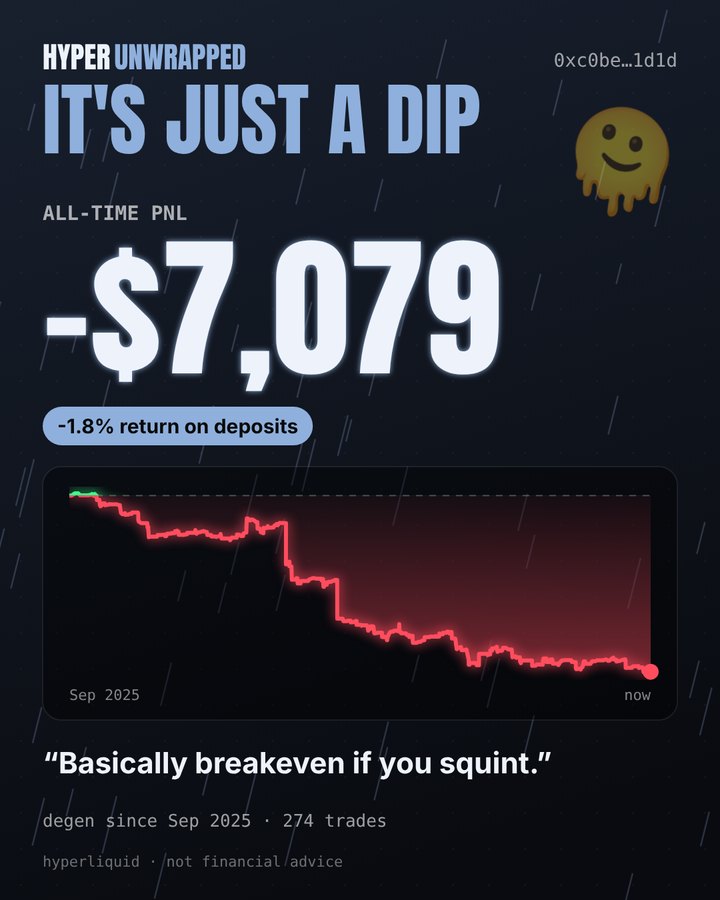 HYPER UNWRAPPED
0xc0be…1d1d
IT'S JUST A DIP
ALL-TIME PNL
-$7,079
-1.8% return on deposits
Sep 2025
now
“Basically breakeven if you squint.”
degen since Sep 2025 · 274 trades
hyperliquid · not financial advice